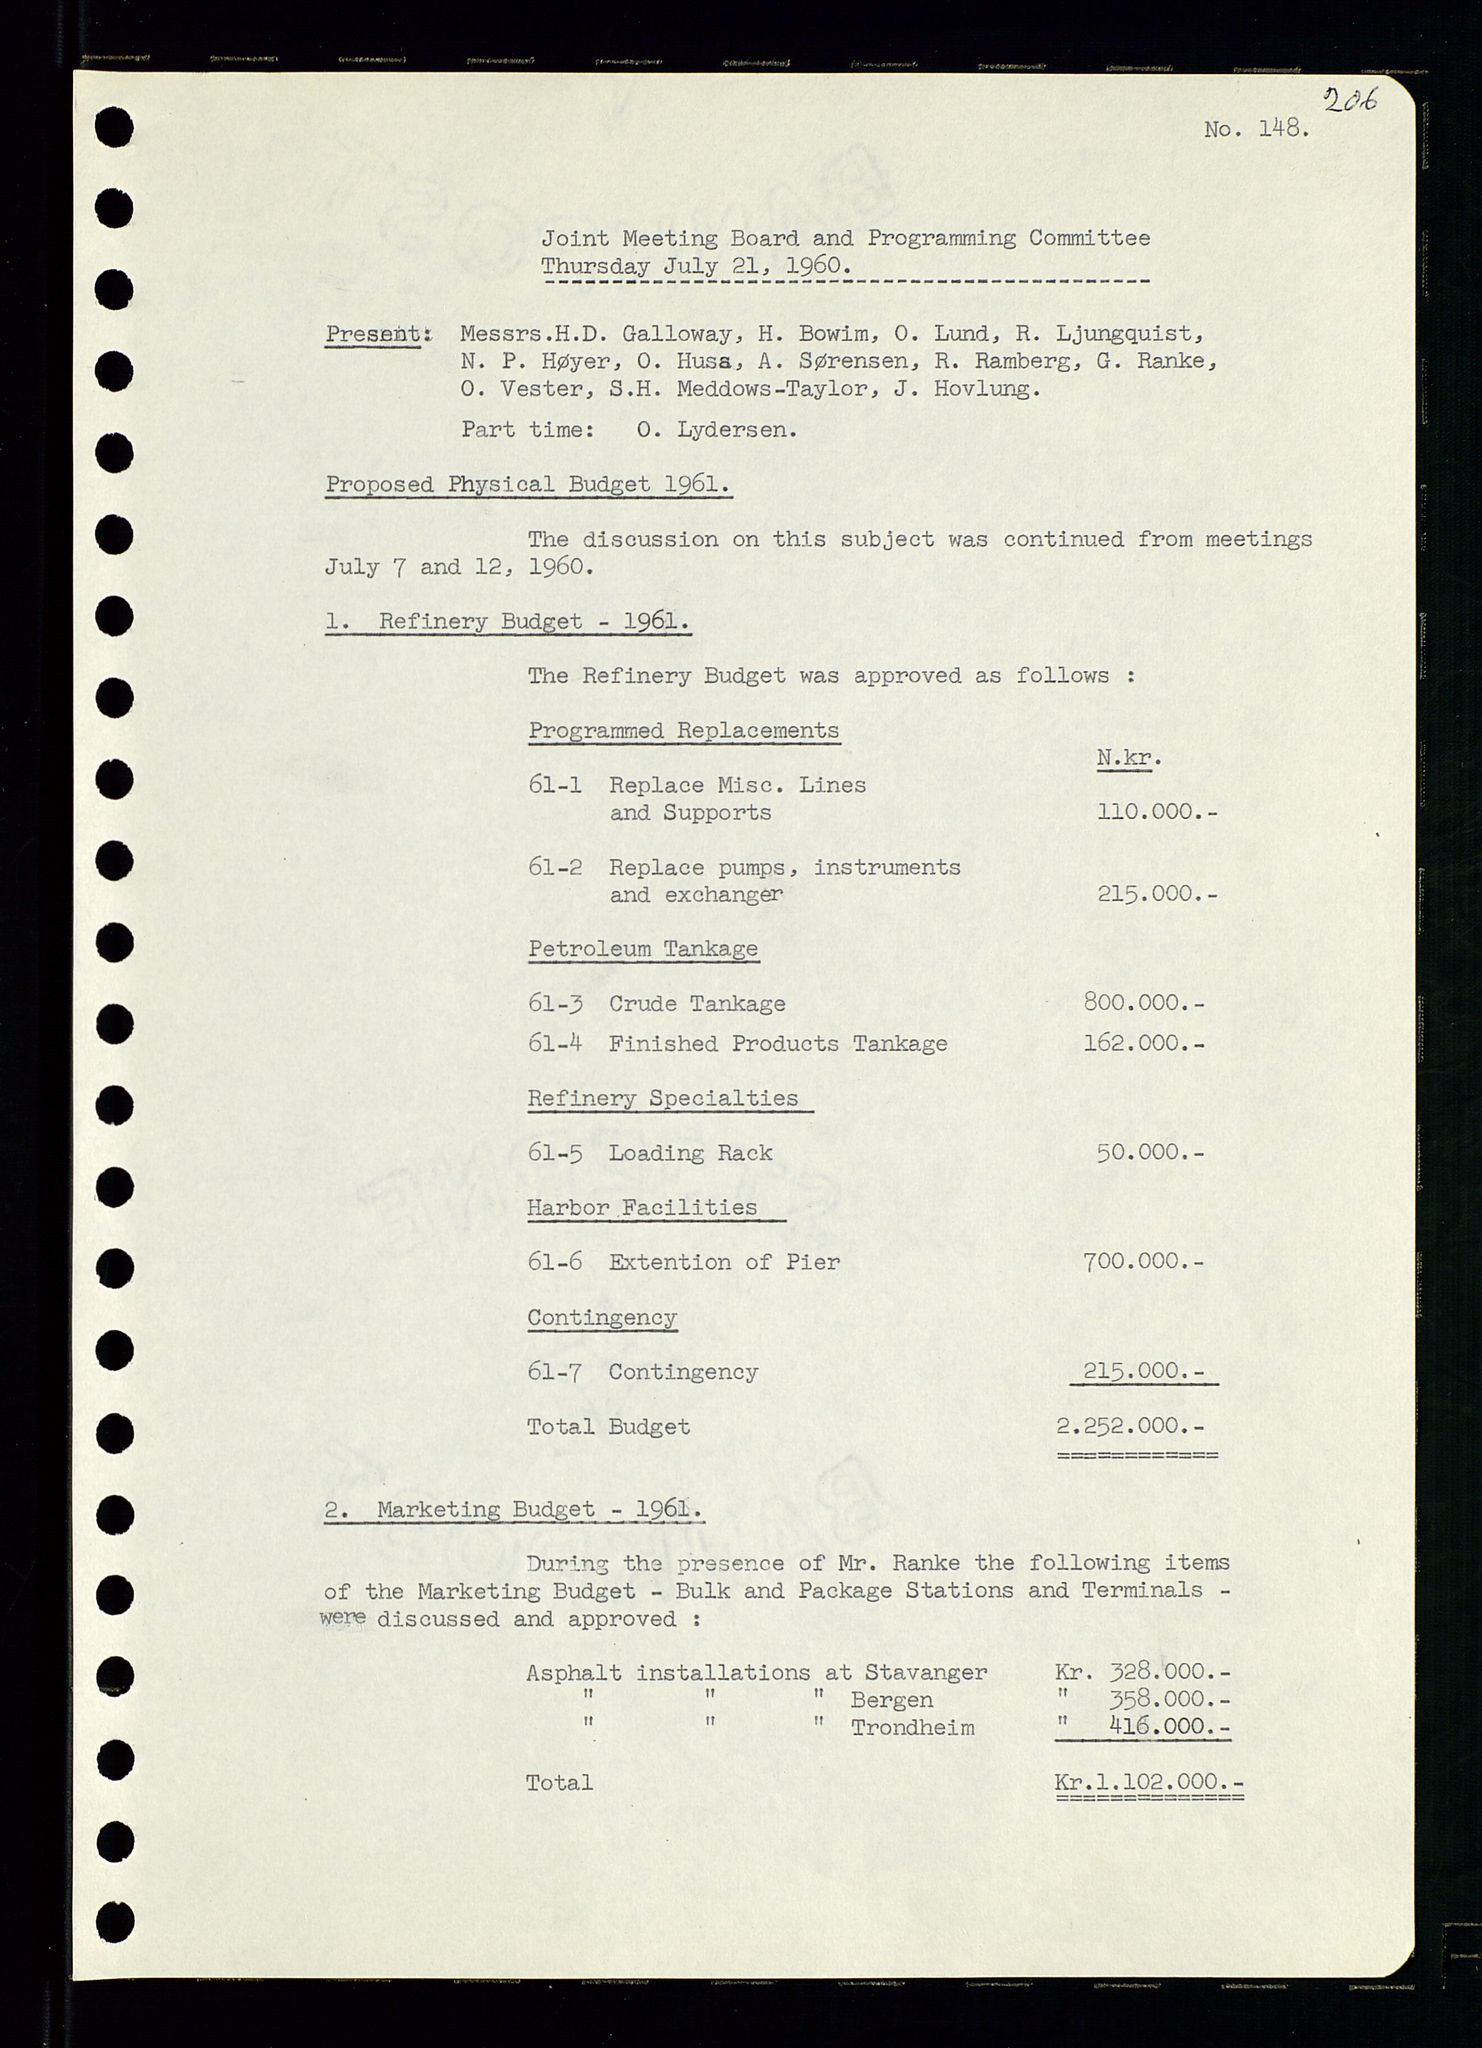 206
No. 148.
Joint Meeting Board and Programming Committee
Thursday July 21, 1960.
Present: Messrs.H.D. Galloway, H. Bowim, O. Lund, R. Ljungquist,
N. P. Høyer, O. Husa, A. Sørensen, R. Ramberg, G. Ranke,
O. Vester, S.H. Meddows-Taylor, J. Hovlung.
Part time: O. Lydersen.
Proposed Physical Budget 1961.
The discussion on this subject was continued from meetings
July 7 and 12, 1960.
1. Refinery Budget - 1961.
The Refinery Budget was approved as follows :
Programmed Replacements
N.kr.
61-1 Replace Misc. Lines
and Supports 110.000.-
61-2 Replace pumps, instruments
and exchanger 215.000.-
Petroleum Tankage
61-3 Crude Tankage 800.000.-
61-4 Finished Products Tankage 162.000.-
Refinery Specialties
61-5 Loading Rack 50.000.-
Harbor Facilities
61-6 Extention of Pier 700.000.-
Contingency
61-7 Contingency 215.000.-
Total Budget 2.252.000.-
============
2. Marketing Budget - 1961.
During the presence of Mr. Ranke the following items
of the Marketing Budget - Bulk and Package Stations and Terminals -
were discussed and approved :
Asphalt installations at Stavanger Kr. 328.000.-
" " " Bergen " 358.000.-
" " " Trondheim " 416.000.-
Total Kr.1.102.000.-
==============